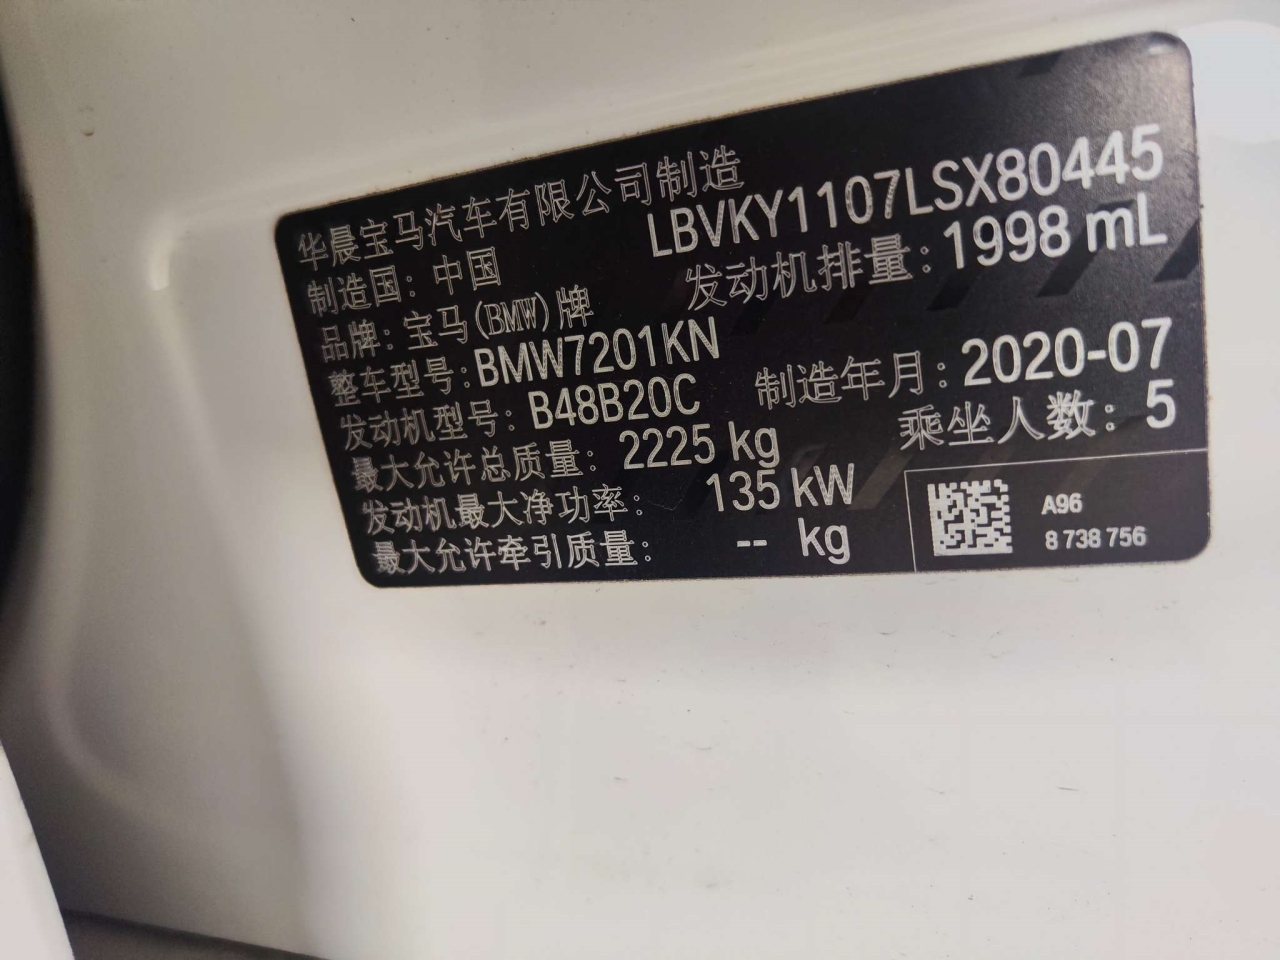 华晨宝马汽车有限公司制造
LBVKY1107LSX80445
制造国：中国
发动机排量：1998 mL
品牌：宝马(BMW)牌
整车型号：BMW7201KN
制造年月：2020-07
发动机型号：B48B20C
乘坐人数：5
最大允许总质量：2225 kg
发动机最大净功率：135 kW
最大允许牵引质量：-- kg
A96
8 738 756